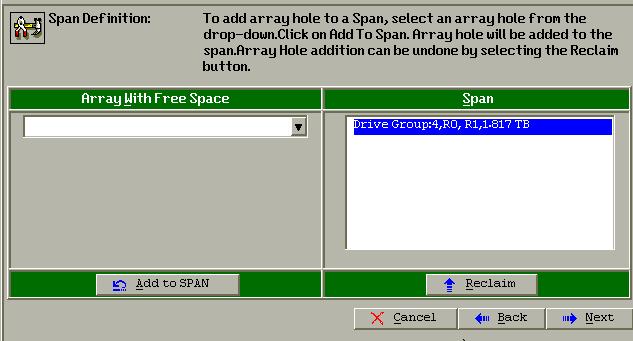 Span Definition:
To add array hole to a Span, select an array hole from the
drop-down.Click on Add To Span. Array hole will be added to the
span.Array Hole addition can be undone by selecting the Reclaim
button.
Array With Free Space
Span
Drive Group:4,R0, R1,1.817 TB
Add to SPAN
Reclaim
Cancel
Back
Next